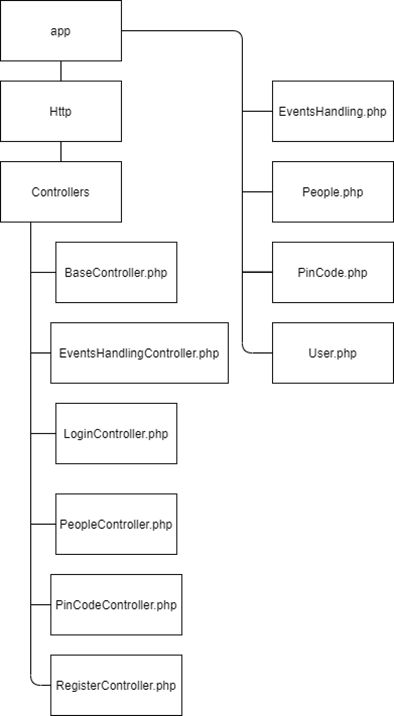 app
Http
Controllers
BaseController.php
EventsHandlingController.php
LoginController.php
PeopleController.php
PinCodeController.php
RegisterController.php
EventsHandling.php
People.php
PinCode.php
User.php